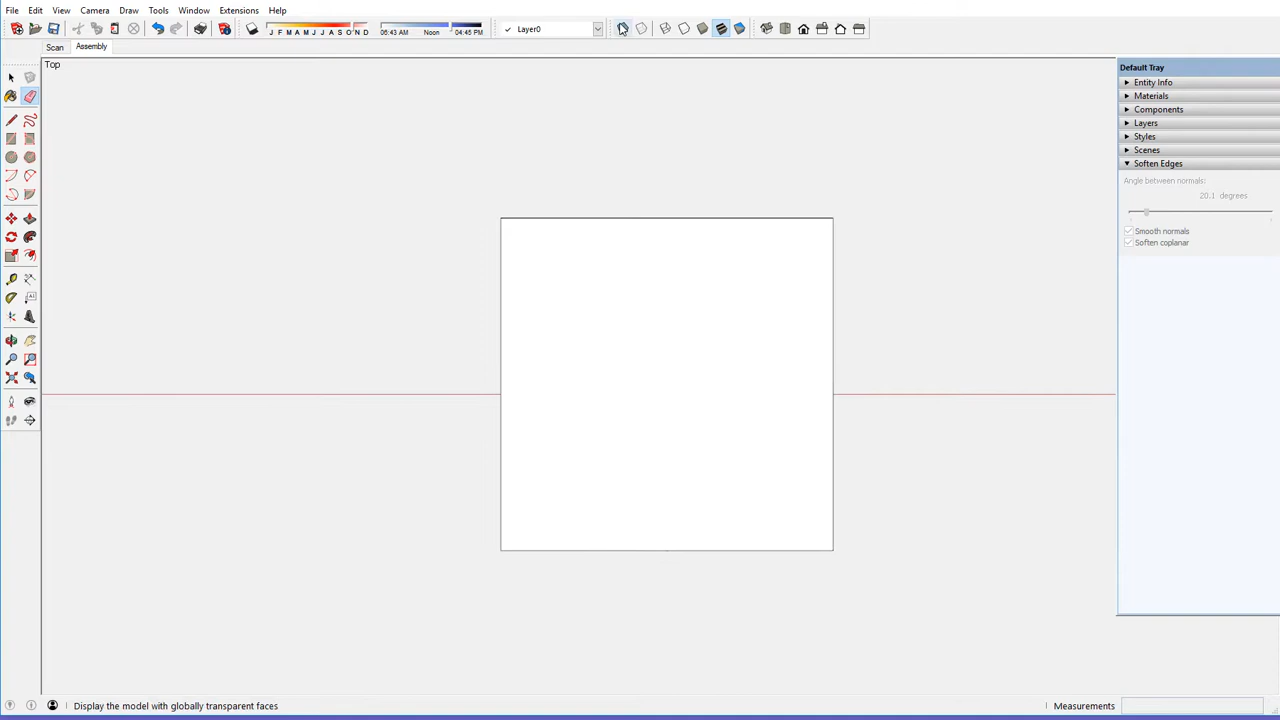 File Edit View Camera Draw Tools Window Extensions Help
J F M A M J J A S O N D
06:43 AM Noon 04:45 PM
Layer0
Scan Assembly
Top
Default Tray
Entity Info
Materials
Components
Layers
Styles
Scenes
Soften Edges
Angle between normals:
20.1 degrees
Smooth normals
Soften coplanar
Display the model with globally transparent faces
Measurements